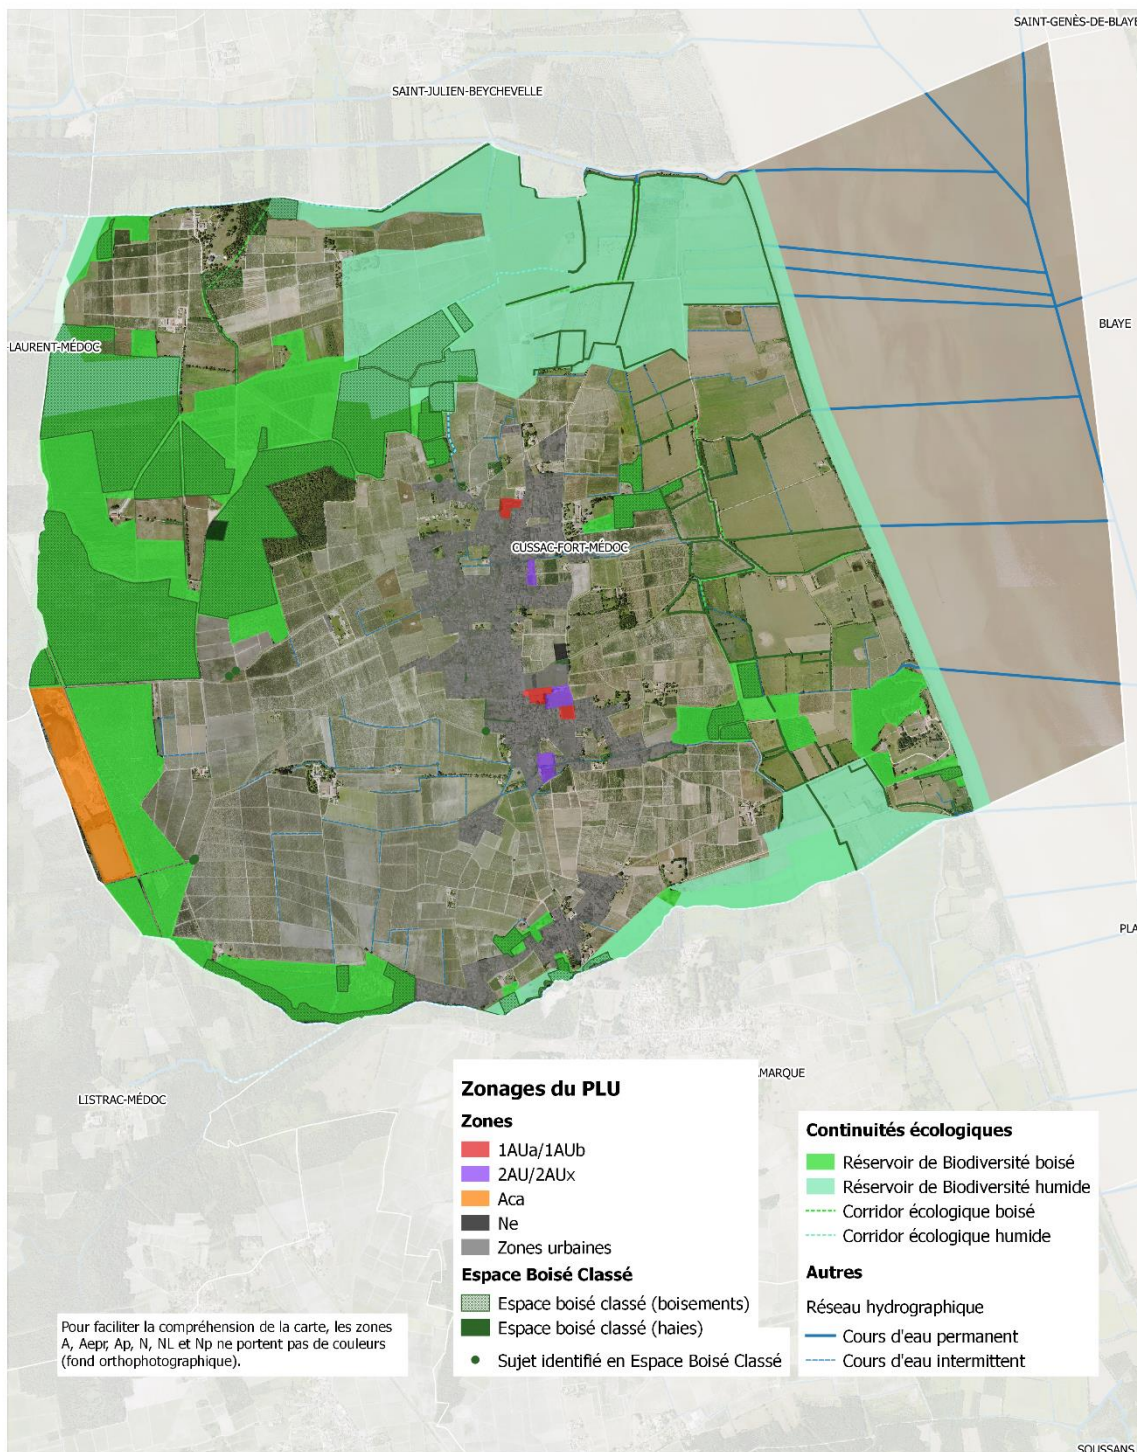 SAINT-GENÈS-DE-BLAYE
SAINT-JULIEN-BEYCHEVELLE
BLAYE
-LAURENT-MÉDOC
CUSSAC-FORT-MÉDOC
PLA
AMARQUE
LISTRAC-MÉDOC
Zonages du PLU
Zones
1AUa/1AUb
2AU/2AUx
Aca
Ne
Zones urbaines
Espace Boisé Classé
Espace boisé classé (boisements)
Espace boisé classé (haies)
Sujet identifié en Espace Boisé Classé
Continuités écologiques
Réservoir de Biodiversité boisé
Réservoir de Biodiversité humide
Corridor écologique boisé
Corridor écologique humide
Autres
Réseau hydrographique
Cours d'eau permanent
Cours d'eau intermittent
Pour faciliter la compréhension de la carte, les zones
A, Aepr, Ap, N, NL et Np ne portent pas de couleurs
(fond orthophotographique).
SOUSSANS